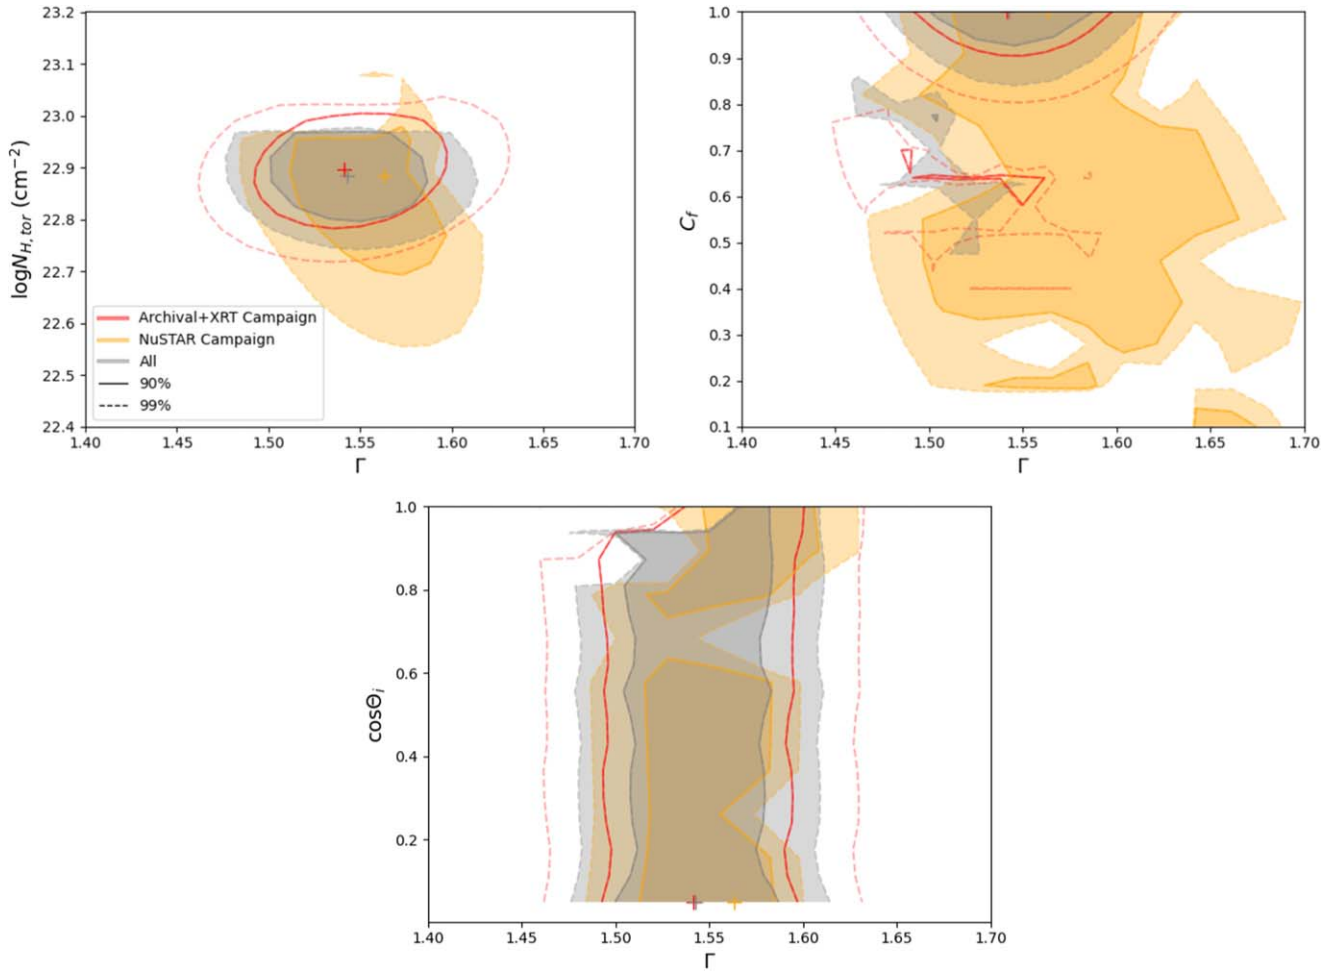 23.2
23.1
23.0
22.9
22.8
22.7
22.6
22.5
22.4
logN_{H,tor} (cm^{-2})
Archival+XRT Campaign
NuSTAR Campaign
All
90%
99%
1.40 1.45 1.50 1.55 1.60 1.65 1.70
Γ
1.0
0.9
0.8
0.7
0.6
0.5
0.4
0.3
0.2
0.1
C_f
1.40 1.45 1.50 1.55 1.60 1.65 1.70
Γ
1.0
0.8
0.6
0.4
0.2
cosΘ_i
1.40 1.45 1.50 1.55 1.60 1.65 1.70
Γ